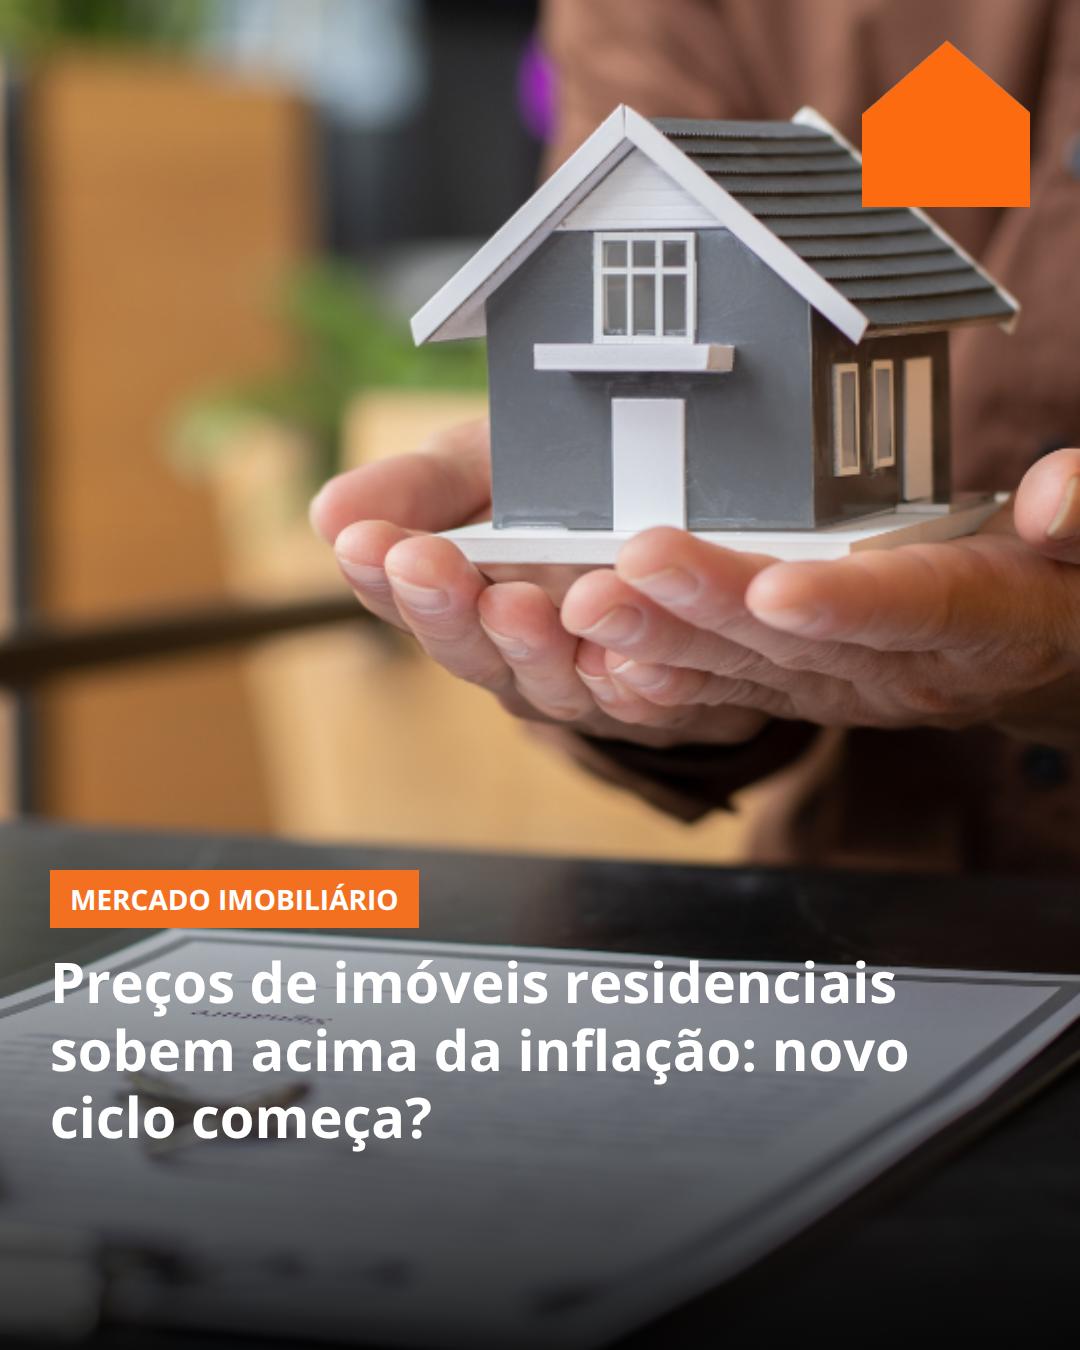 MERCADO IMOBILIÁRIO
Preços de imóveis residenciais
sobem acima da inflação: novo
ciclo começa?